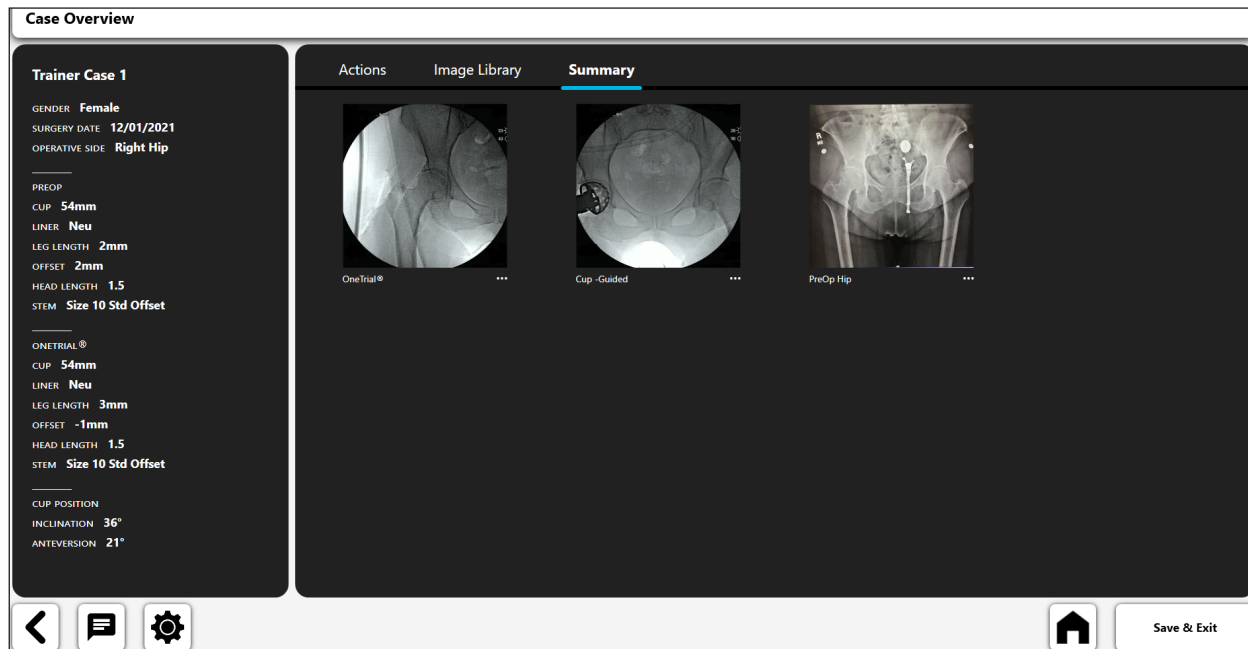 Case Overview
Trainer Case 1
GENDER Female
SURGERY DATE 12/01/2021
OPERATIVE SIDE Right Hip
PREOP
CUP 54mm
LINER Neu
LEG LENGTH 2mm
OFFSET 2mm
HEAD LENGTH 1.5
STEM Size 10 Std Offset
ONETRIAL®
CUP 54mm
LINER Neu
LEG LENGTH 3mm
OFFSET -1mm
HEAD LENGTH 1.5
STEM Size 10 Std Offset
CUP POSITION
INCLINATION 36°
ANTEVERSION 21°
Actions Image Library Summary
OneTrial® ...
Cup -Guided ...
PreOp Hip ...
Save & Exit